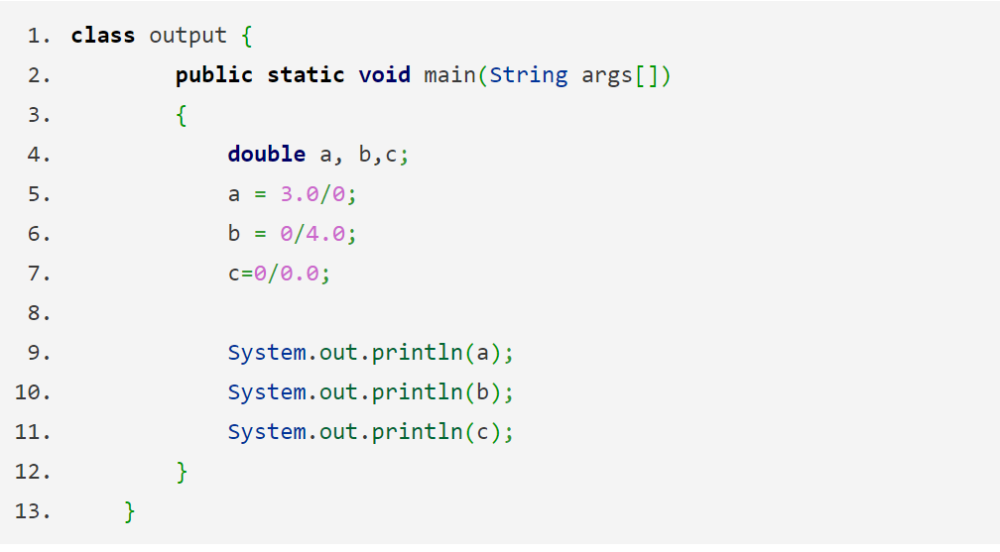 1. class output {
2. public static void main(String args[])
3. {
4. double a, b,c;
5. a = 3.0/0;
6. b = 0/4.0;
7. c=0/0.0;
8.
9. System.out.println(a);
10. System.out.println(b);
11. System.out.println(c);
12. }
13. }